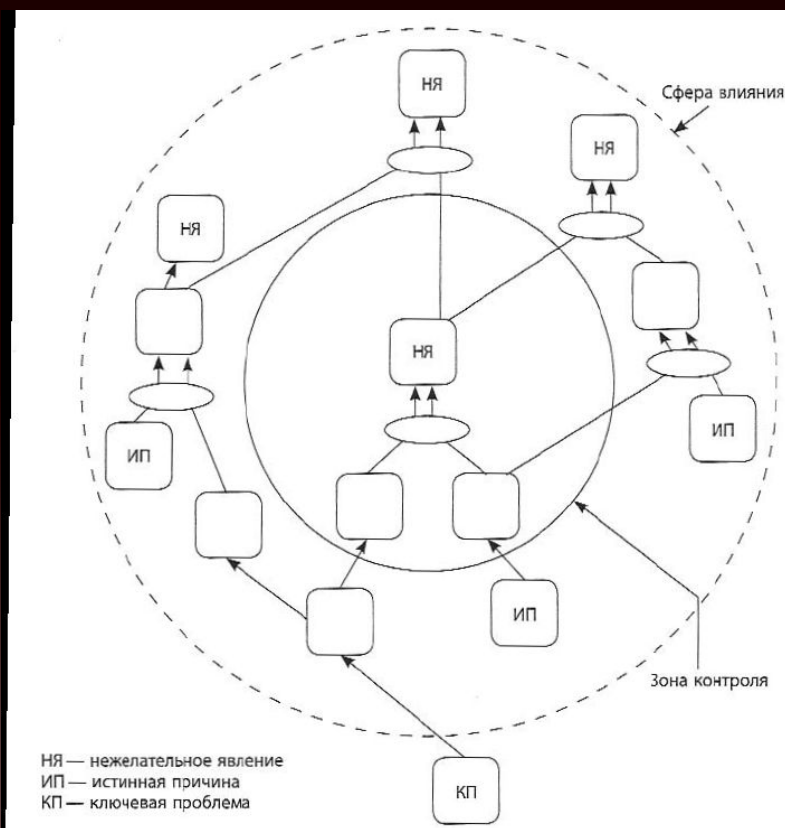 НЯ
Сфера влияния
НЯ
НЯ
НЯ
ИП
ИП
ИП
Зона контроля
НЯ — нежелательное явление
ИП — истинная причина
КП — ключевая проблема
КП